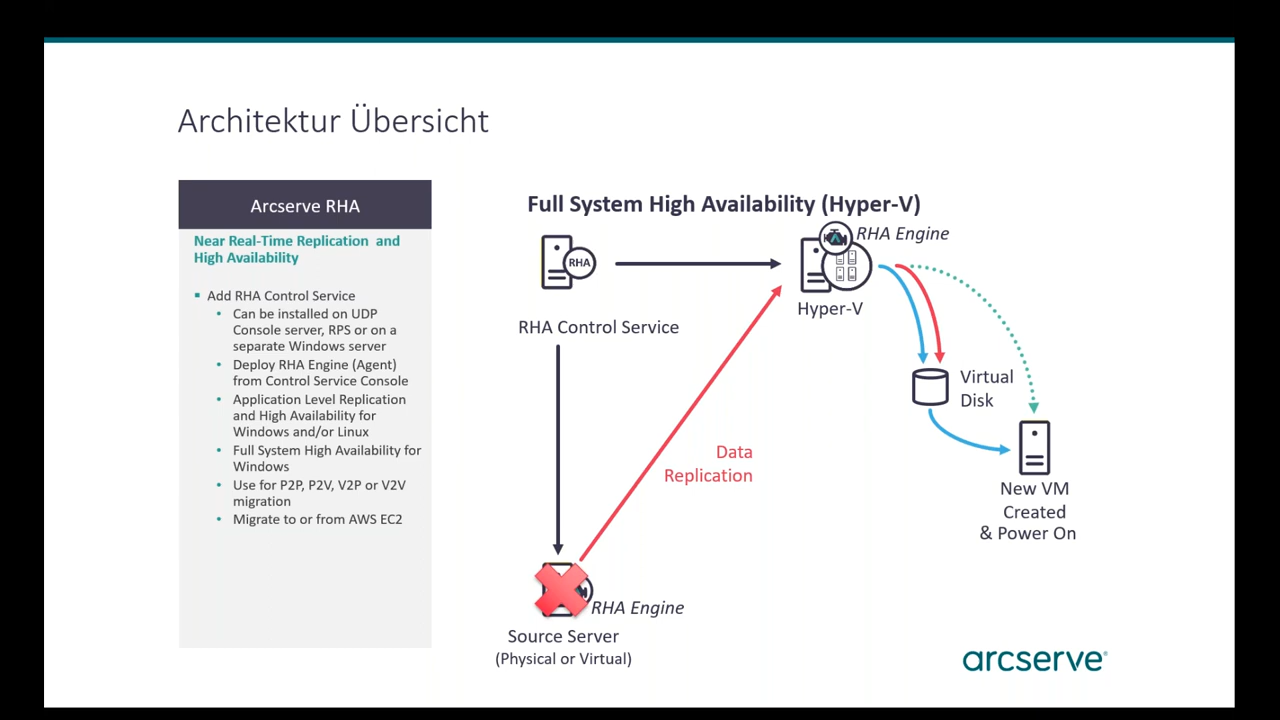 Architektur Übersicht
Arcserve RHA
Near Real-Time Replication and
High Availability
▪ Add RHA Control Service
• Can be installed on UDP
Console server, RPS or on a
separate Windows server
• Deploy RHA Engine (Agent)
from Control Service Console
• Application Level Replication
and High Availability for
Windows and/or Linux
• Full System High Availability for
Windows
• Use for P2P, P2V, V2P or V2V
migration
• Migrate to or from AWS EC2
Full System High Availability (Hyper-V)
RHA Engine
RHA
Hyper-V
RHA Control Service
Virtual
Disk
Data
Replication
New VM
Created
& Power On
RHA Engine
Source Server
(Physical or Virtual)
arcserve®